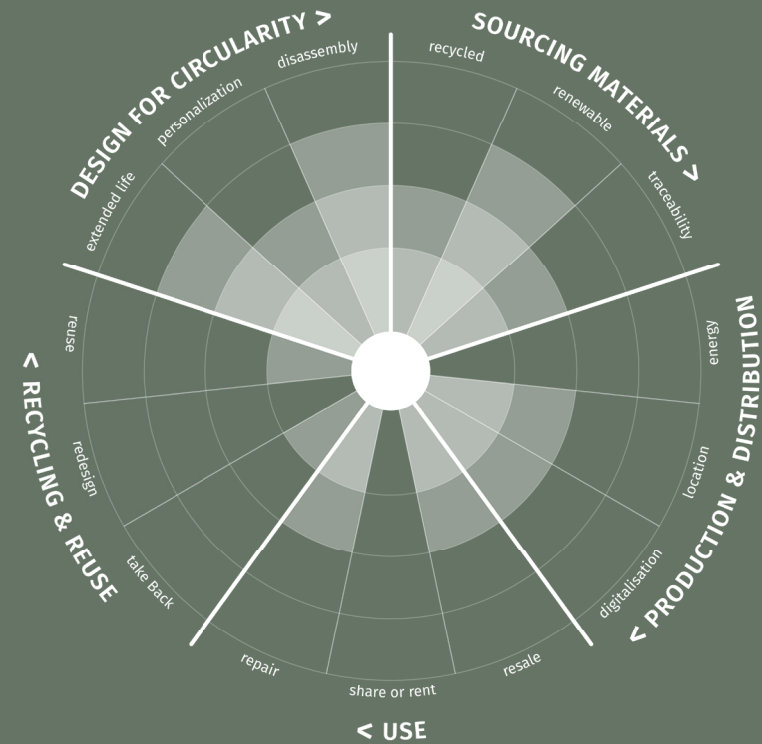 DESIGN FOR CIRCULARITY >
extended life
personalization
disassembly
SOURCING MATERIALS >
recycled
renewable
traceability
< PRODUCTION & DISTRIBUTION
energy
location
digitalisation
< USE
resale
share or rent
repair
< RECYCLING & REUSE
take Back
redesign
reuse